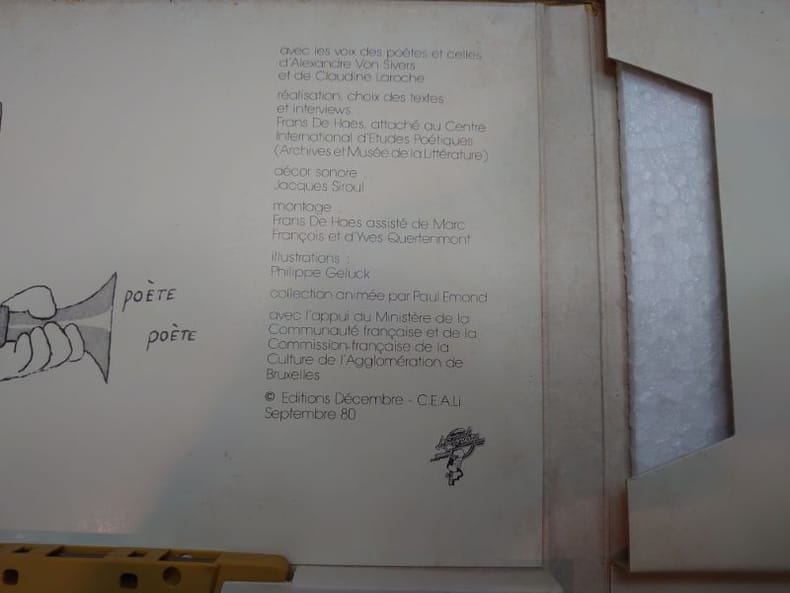 avec les voix des poètes et celles
d'Alexandre Von Sivers
et de Claudine Laroche
réalisation, choix des textes
et interviews :
Frans De Haes, attaché au Centre
International d'Etudes Poétiques
(Archives et Musée de la Littérature)
décor sonore :
Jacques Siroul
montage :
Frans De Haes assisté de Marc
François et d'Yves Quertenmont
illustrations :
Philippe Geluck
collection animée par Paul Emond
avec l'appui du Ministère de la
Communauté française et de la
Commission française de la
Culture de l'Agglomération de
Bruxelles
© Editions Décembre - C.E.A.Li
Septembre 80
POÈTE
POÈTE